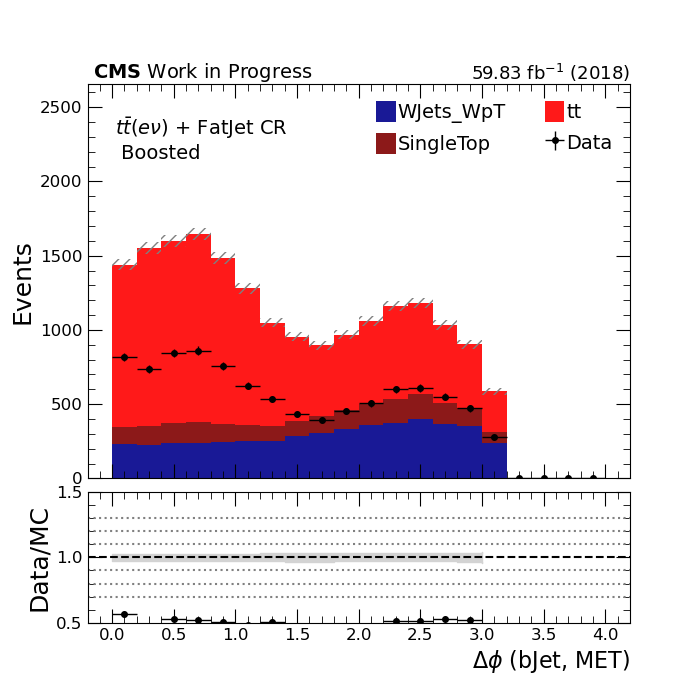 CMS Work in Progress 59.83 fb⁻¹ (2018)
tt̄(eν) + FatJet CR
Boosted
WJets_WpT tt
SingleTop Data
Events
2500
2000
1500
1000
500
0
Data/MC
1.5
1.0
0.5
0.0 0.5 1.0 1.5 2.0 2.5 3.0 3.5 4.0
Δϕ (bJet, MET)